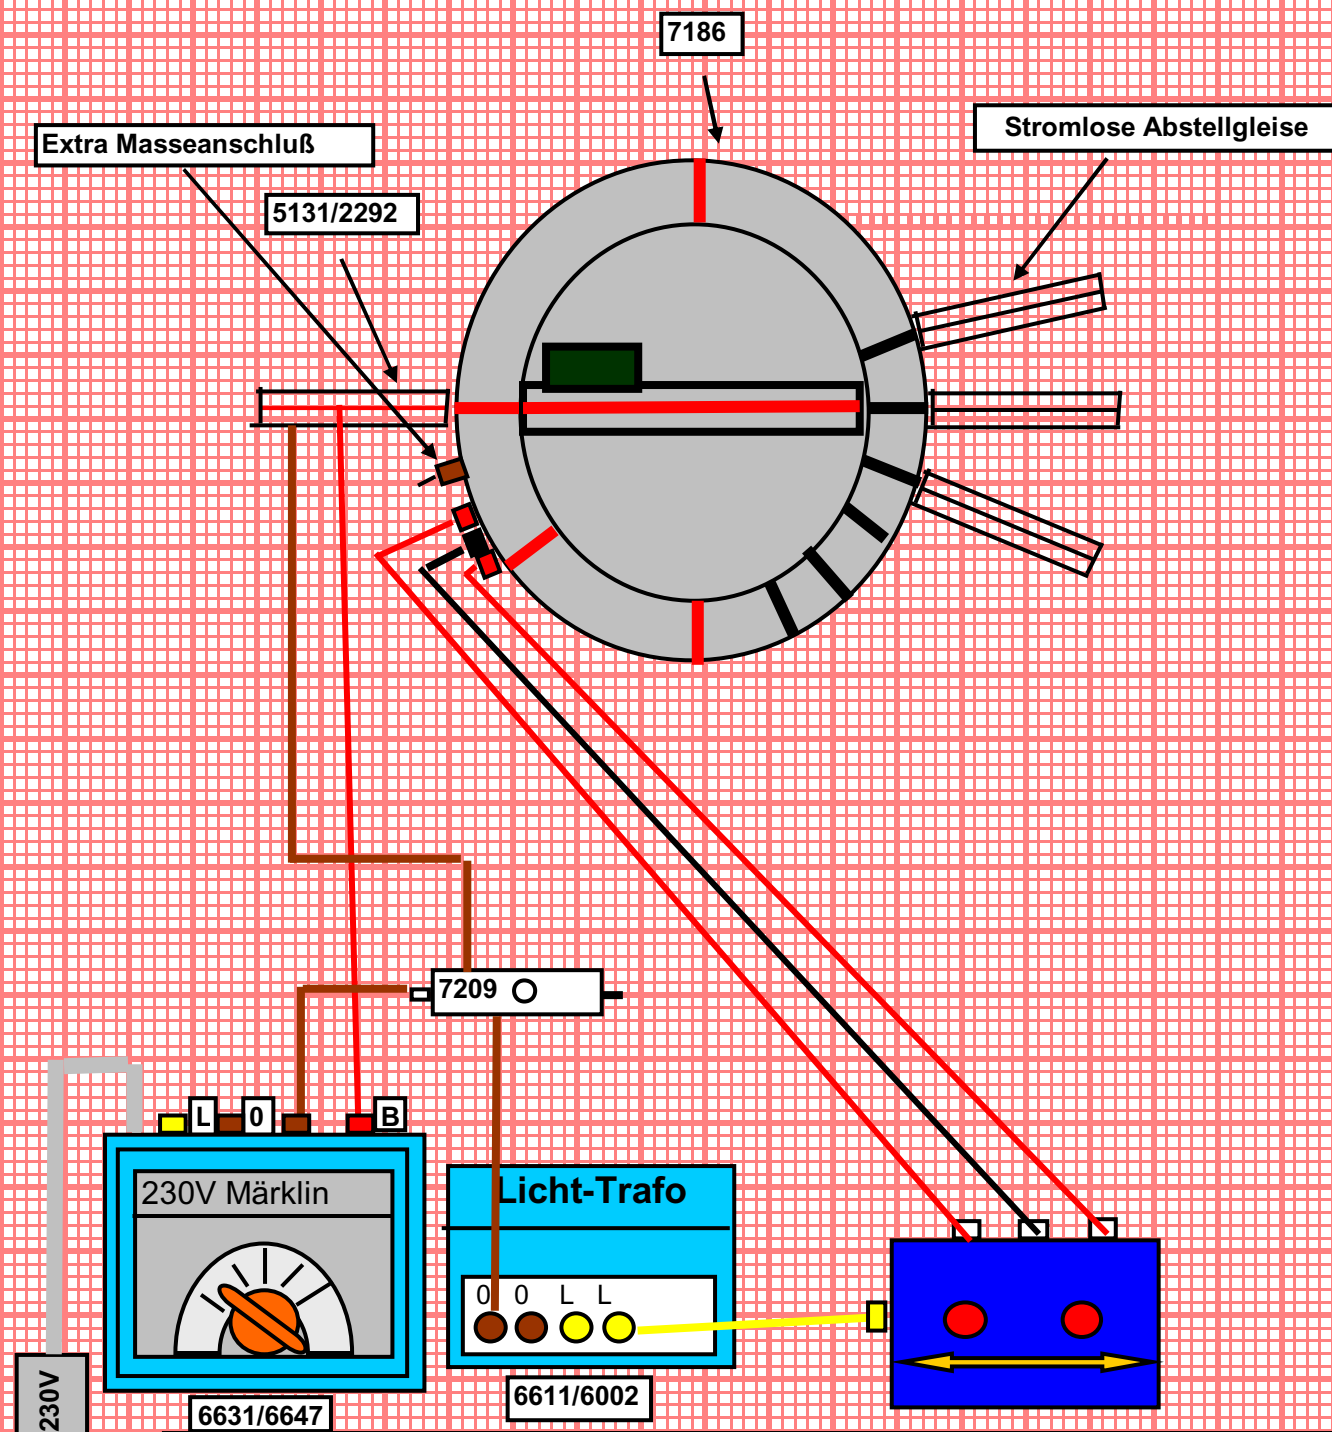 7186
Stromlose Abstellgleise
Extra Masseanschluß
5131/2292
7209
L 0 B
230V Märklin
Licht-Trafo
0 0 L L
6611/6002
6631/6647
230V